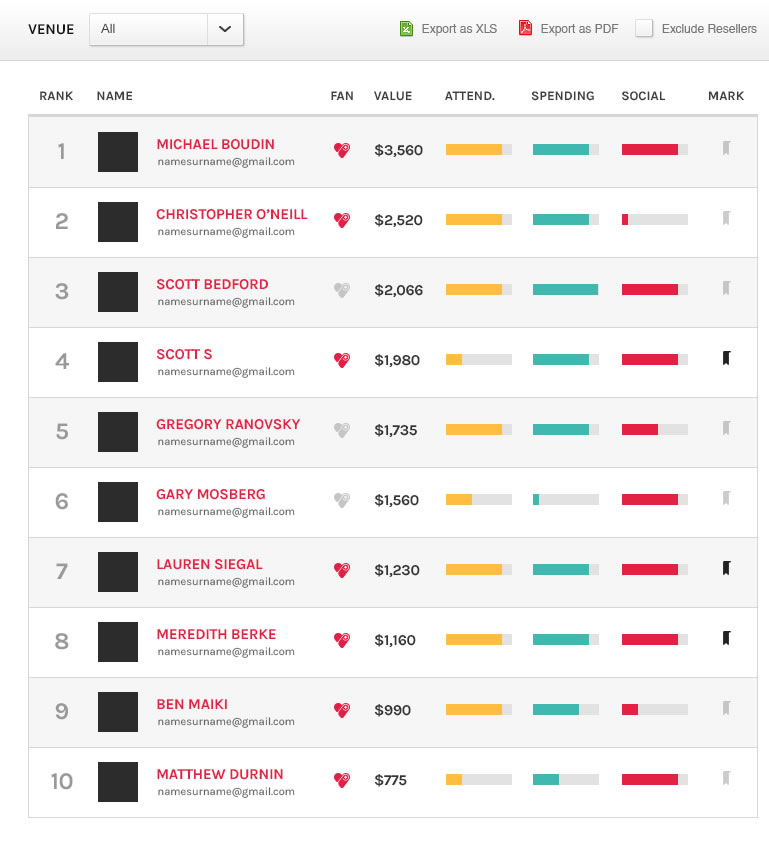 VENUE All Export as XLS Export as PDF Exclude Resellers
RANK NAME FAN VALUE ATTEND. SPENDING SOCIAL MARK
1 MICHAEL BOUDIN $3,560
namesurname@gmail.com
2 CHRISTOPHER O’NEILL $2,520
namesurname@gmail.com
3 SCOTT BEDFORD $2,066
namesurname@gmail.com
4 SCOTT S $1,980
namesurname@gmail.com
5 GREGORY RANOVSKY $1,735
namesurname@gmail.com
6 GARY MOSBERG $1,560
namesurname@gmail.com
7 LAUREN SIEGAL $1,230
namesurname@gmail.com
8 MEREDITH BERKE $1,160
namesurname@gmail.com
9 BEN MAIKI $990
namesurname@gmail.com
10 MATTHEW DURNIN $775
namesurname@gmail.com